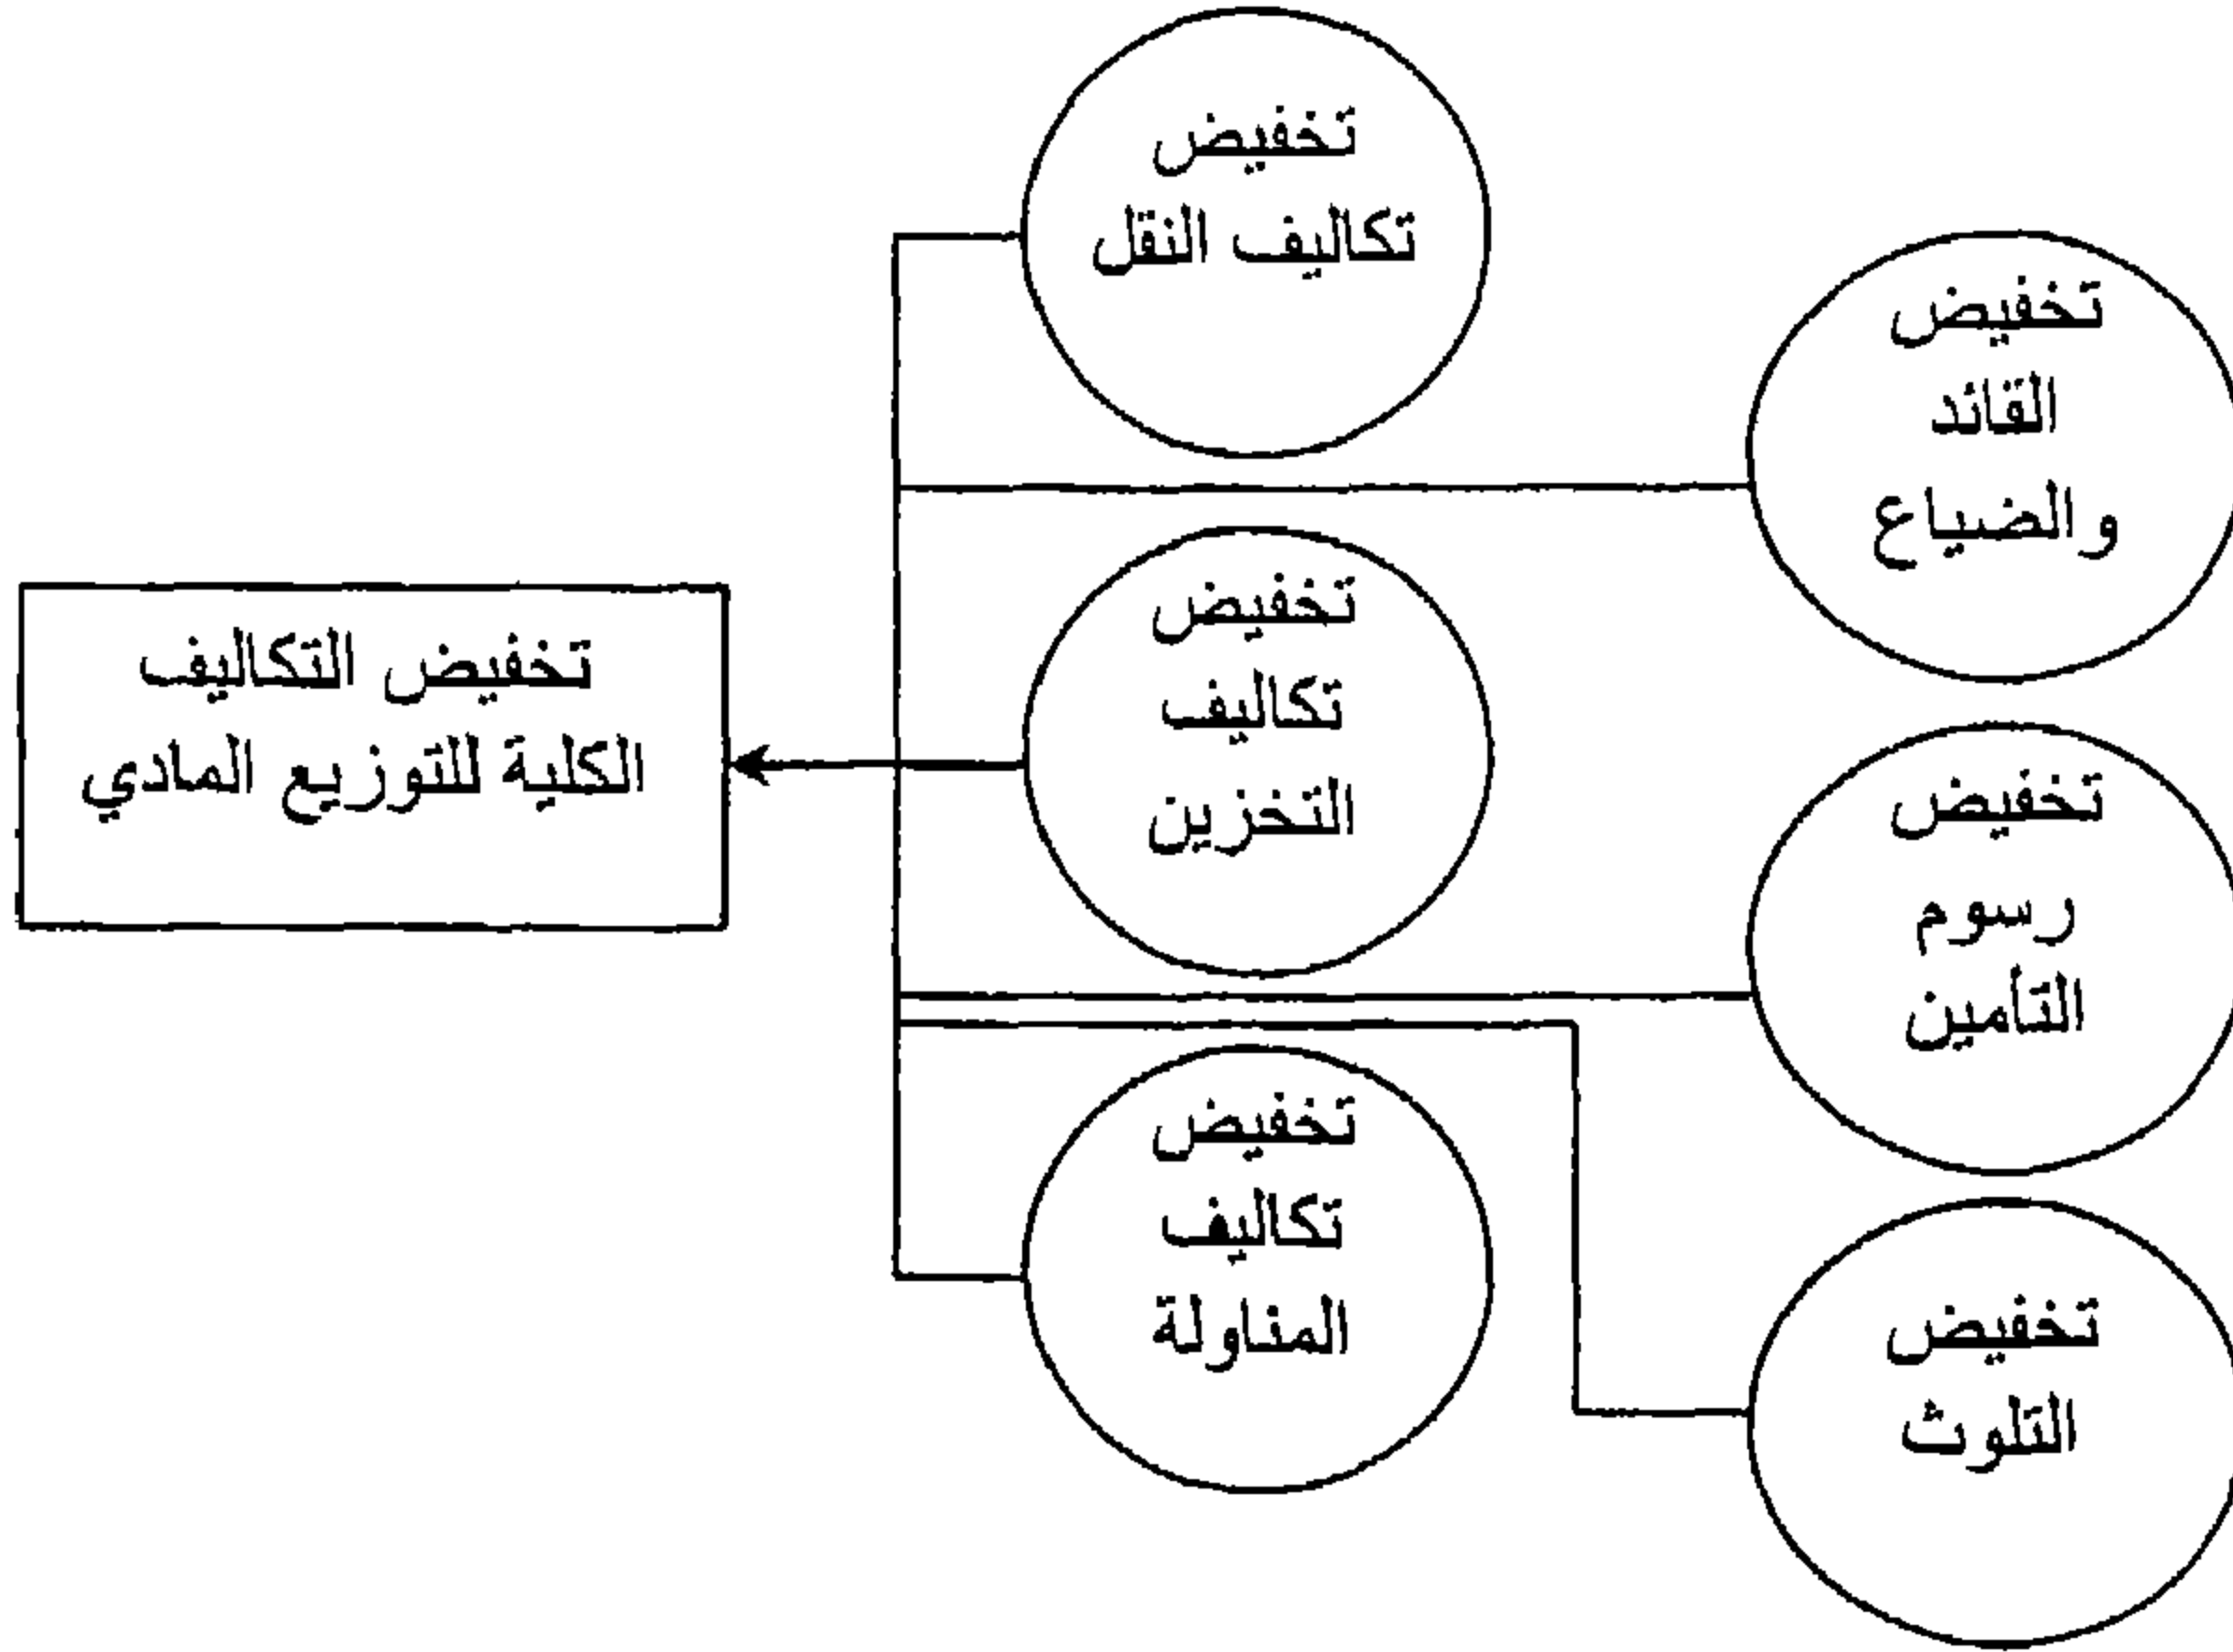 تخفيض
تكاليف النقل
تخفيض
القائد
والضياع
تخفيض
تكاليف
التخزين
تخفيض التكاليف
الكلية للتوزيع المادي
تخفيض
رسوم
التأمين
تخفيض
تكاليف
المناولة
تخفيض
التلوث